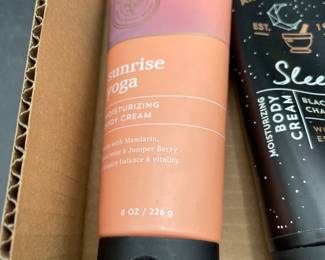 sunrise
yoga
MOISTURIZING
BODY CREAM
with Mandarin,
& Juniper Berry
balance & vitality.
8 OZ / 226 g
EST.
Slee
BLAC
CHA
MOISTURIZING
BODY
CREAM